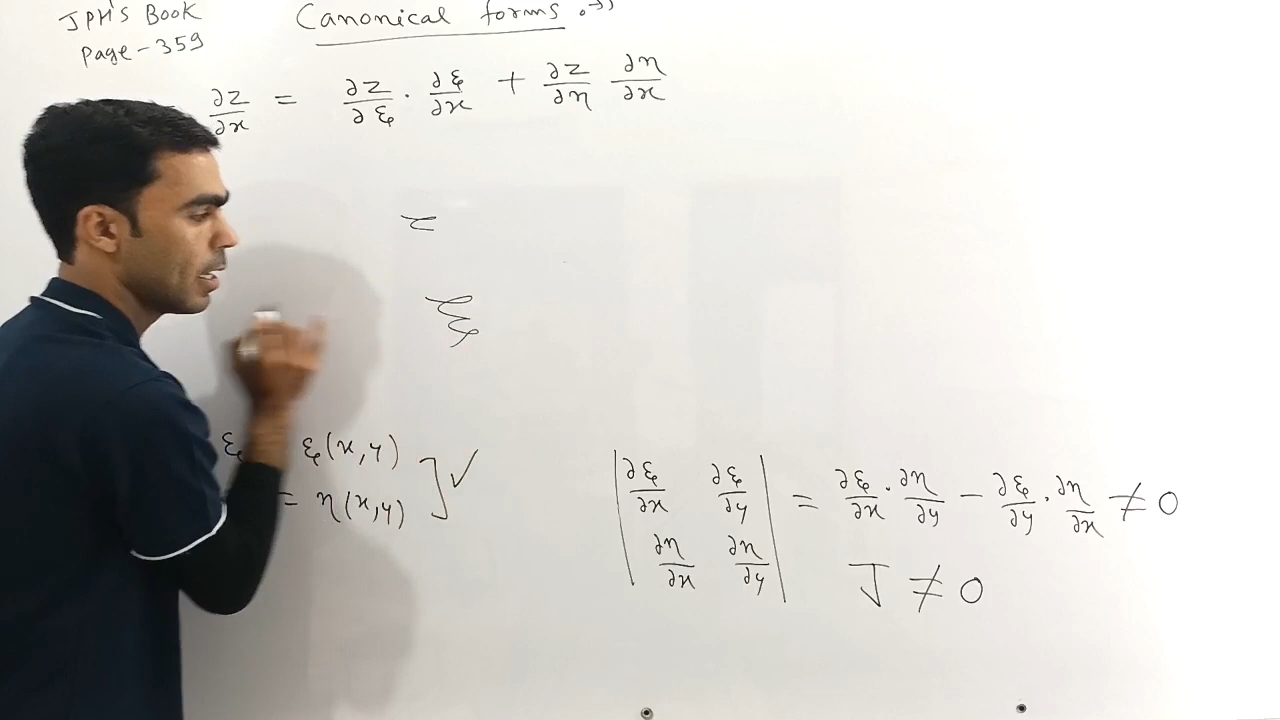 JPH's Book
Page-359
Canonical forms
∂z/∂x = ∂z/∂ξ · ∂ξ/∂x + ∂z/∂η ∂η/∂x
=
ξ
ξ ξ(x,y)
= η(x,y) ] ✓
| ∂ξ/∂x ∂ξ/∂y |
| ∂η/∂x ∂η/∂y | = ∂ξ/∂x · ∂η/∂y − ∂ξ/∂y · ∂η/∂x ≠ 0
J ≠ 0